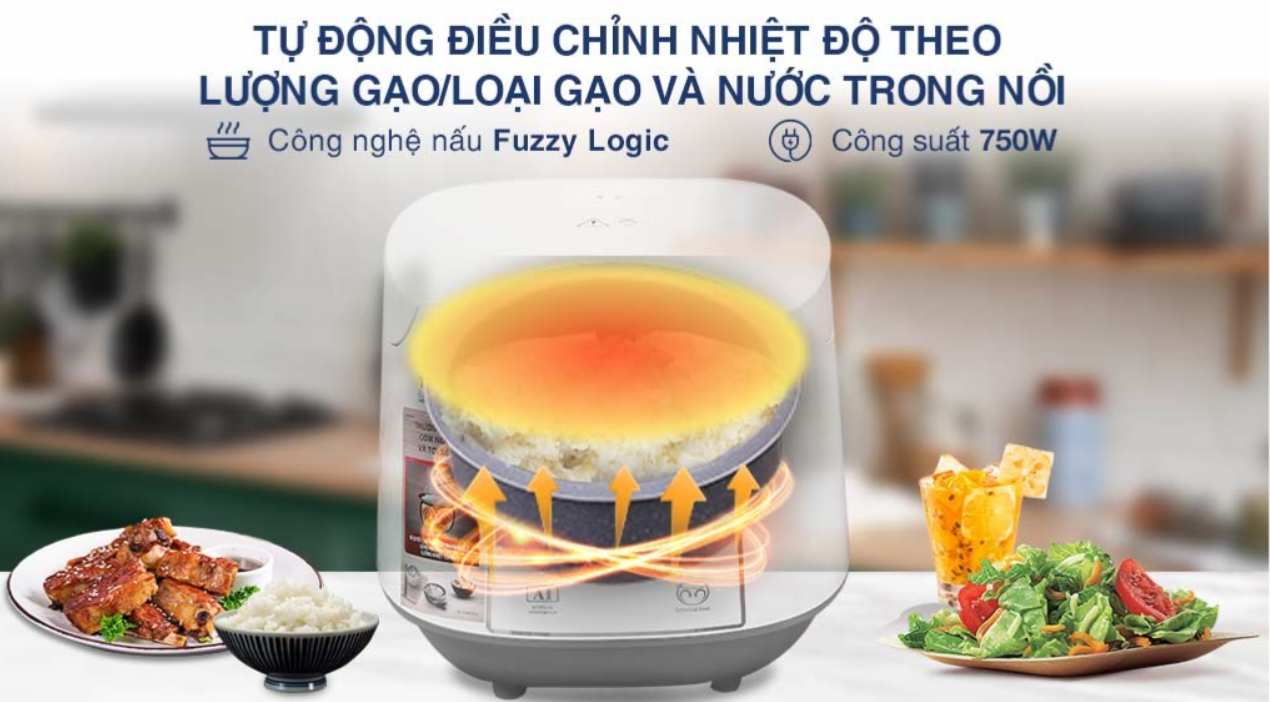 TỰ ĐỘNG ĐIỀU CHỈNH NHIỆT ĐỘ THEO
LƯỢNG GẠO/LOẠI GẠO VÀ NƯỚC TRONG NỒI
Công nghệ nấu Fuzzy Logic
Công suất 750W
AI